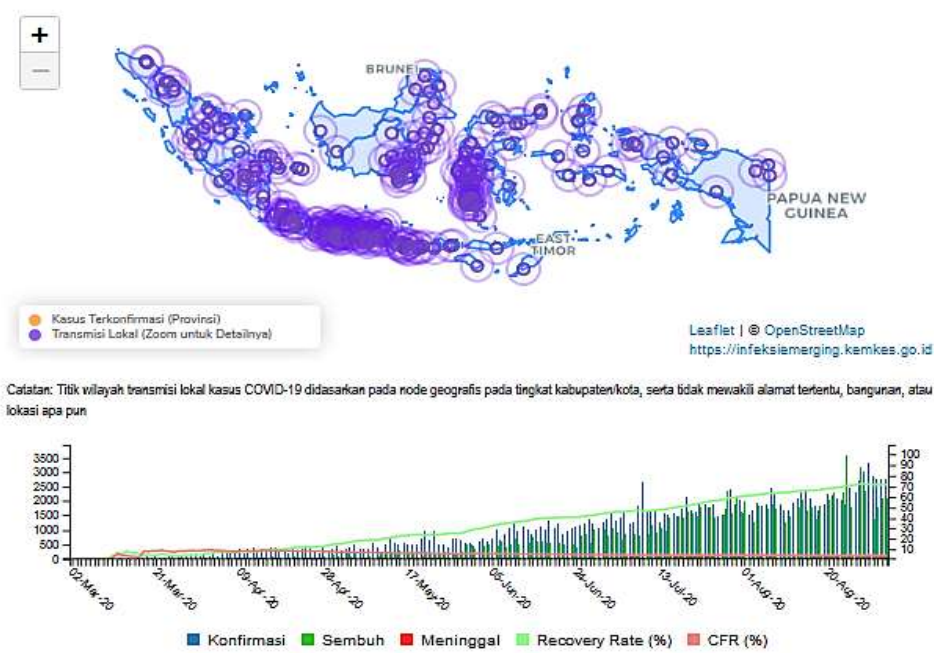 +
−
BRUNEI
PAPUA NEW
GUINEA
EAST
TIMOR
Kasus Terkonfirmasi (Provinsi)
Transmisi Lokal (Zoom untuk Detailnya)
Leaflet | © OpenStreetMap
https://infeksiemerging.kemkes.go.id
Catatan: Titik wilayah transmisi lokal kasus COVID-19 didasarkan pada node geografis pada tingkat kabupaten/kota, serta tidak mewakili alamat tertentu, bangunan, atau
lokasi apa pun
3500
3000
2500
2000
1500
1000
500
0
100
90
80
70
60
50
40
30
20
10
02-Mar-20
21-Mar-20
09-Apr-20
28-Apr-20
17-May-20
05-Jun-20
24-Jun-20
13-Jul-20
01-Aug-20
20-Aug-20
Konfirmasi Sembuh Meninggal Recovery Rate (%) CFR (%)